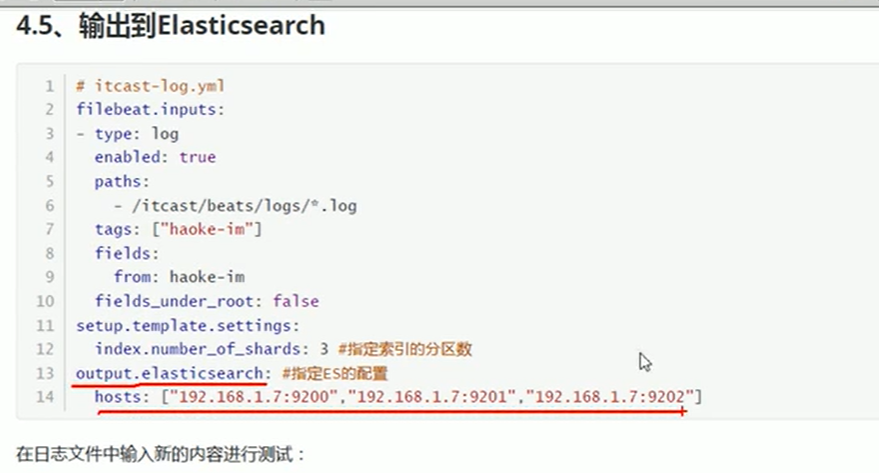 4.5、输出到Elasticsearch
1 # itcast-log.yml
2 filebeat.inputs:
3 - type: log
4   enabled: true
5   paths:
6     - /itcast/beats/logs/*.log
7   tags: ["haoke-im"]
8   fields:
9     from: haoke-im
10   fields_under_root: false
11 setup.template.settings:
12   index.number_of_shards: 3 #指定索引的分区数
13 output.elasticsearch: #指定ES的配置
14   hosts: ["192.168.1.7:9200","192.168.1.7:9201","192.168.1.7:9202"]
在日志文件中输入新的内容进行测试：